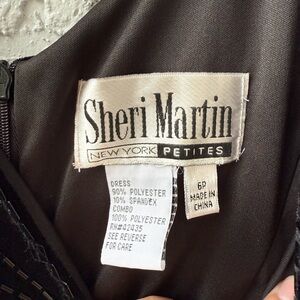 Sheri Martin
NEW YORK PETITES
DRESS
90% POLYESTER
10% SPANDEX
COMBO
100% POLYESTER
RN#42435
SEE REVERSE
FOR CARE
6P
MADE IN
CHINA